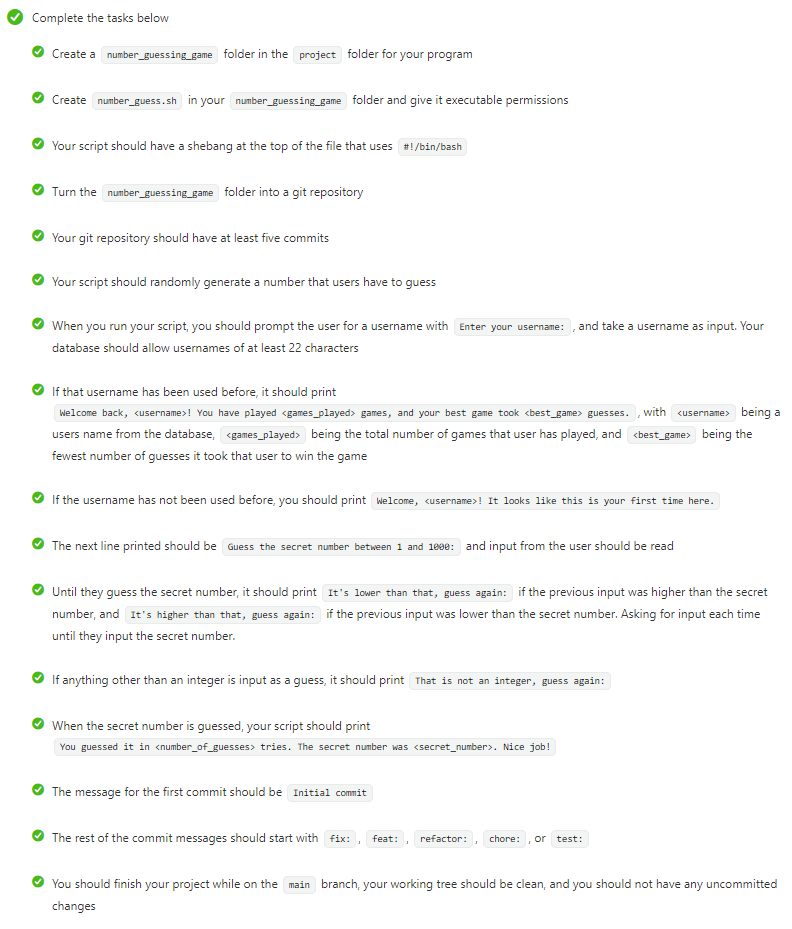 Complete the tasks below
Create a number_guessing_game folder in the project folder for your program
Create number_guess.sh in your number_guessing_game folder and give it executable permissions
Your script should have a shebang at the top of the file that uses #!/bin/bash
Turn the number_guessing_game folder into a git repository
Your git repository should have at least five commits
Your script should randomly generate a number that users have to guess
When you run your script, you should prompt the user for a username with Enter your username:, and take a username as input. Your
database should allow usernames of at least 22 characters
If that username has been used before, it should print
Welcome back, <username>! You have played <games_played> games, and your best game took <best_game> guesses., with <username> being a
users name from the database, <games_played> being the total number of games that user has played, and <best_game> being the
fewest number of guesses it took that user to win the game
If the username has not been used before, you should print Welcome, <username>! It looks like this is your first time here.
The next line printed should be Guess the secret number between 1 and 1000: and input from the user should be read
Until they guess the secret number, it should print It's lower than that, guess again: if the previous input was higher than the secret
number, and It's higher than that, guess again: if the previous input was lower than the secret number. Asking for input each time
until they input the secret number.
If anything other than an integer is input as a guess, it should print That is not an integer, guess again:
When the secret number is guessed, your script should print
You guessed it in <number_of_guesses> tries. The secret number was <secret_number>. Nice job!
The message for the first commit should be Initial commit
The rest of the commit messages should start with fix:, feat:, refactor:, chore:, or test:
You should finish your project while on the main branch, your working tree should be clean, and you should not have any uncommitted
changes